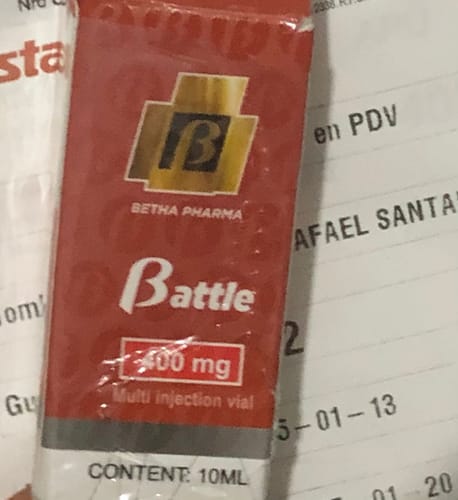 sta
en PDV
BETHA PHARMA
AFAEL SANTA
Battle
400 mg
2
Multi injection vial
Gu
5-01-13
CONTENT: 10ML
01 20